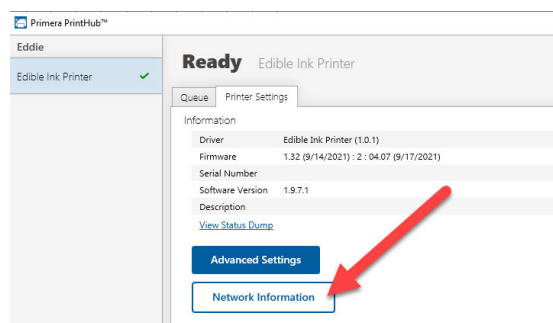 Primera PrintHub™
Eddie
Edible Ink Printer
Ready Edible Ink Printer
Queue Printer Settings
Information
Driver Edible Ink Printer (1.0.1)
Firmware 1.32 (9/14/2021) : 2 : 04.07 (9/17/2021)
Serial Number
Software Version 1.9.7.1
Description
View Status Dump
Advanced Settings
Network Information